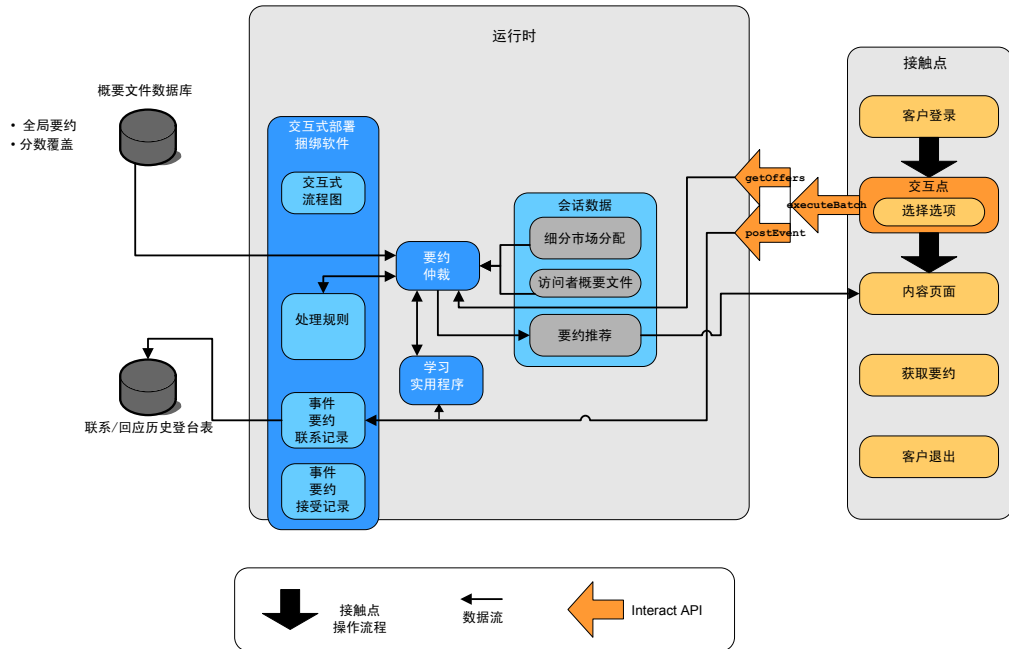 运行时
接触点
概要文件数据库
• 全局要约
• 分数覆盖
交互式部署
捆绑软件
交互式
流程图
处理规则
事件
要约
联系记录
事件
要约
接受记录
要约
仲裁
学习
实用程序
会话数据
细分市场分配
访问者概要文件
要约推荐
getOffers
executeBatch
postEvent
客户登录
交互点
选择选项
内容页面
获取要约
客户退出
联系/回应历史登台表
接触点
操作流程
数据流
Interact API